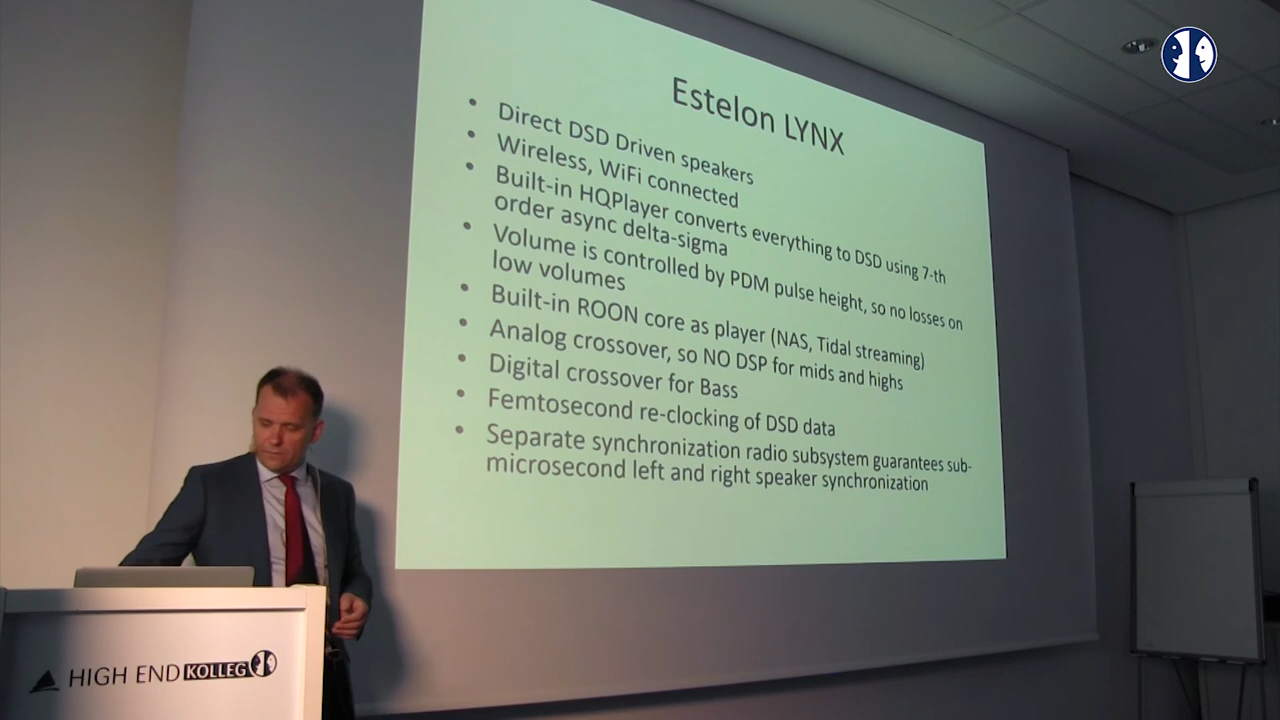 Estelon LYNX
• Direct DSD Driven speakers
• Wireless, WiFi connected
• Built-in HQPlayer converts everything to DSD using 7-th
order async delta-sigma
• Volume is controlled by PDM pulse height, so no losses on
low volumes
• Built-in ROON core as player (NAS, Tidal streaming)
• Analog crossover, so NO DSP for mids and highs
• Digital crossover for Bass
• Femtosecond re-clocking of DSD data
• Separate synchronization radio subsystem guarantees sub-
microsecond left and right speaker synchronization
HIGH END KOLLEG